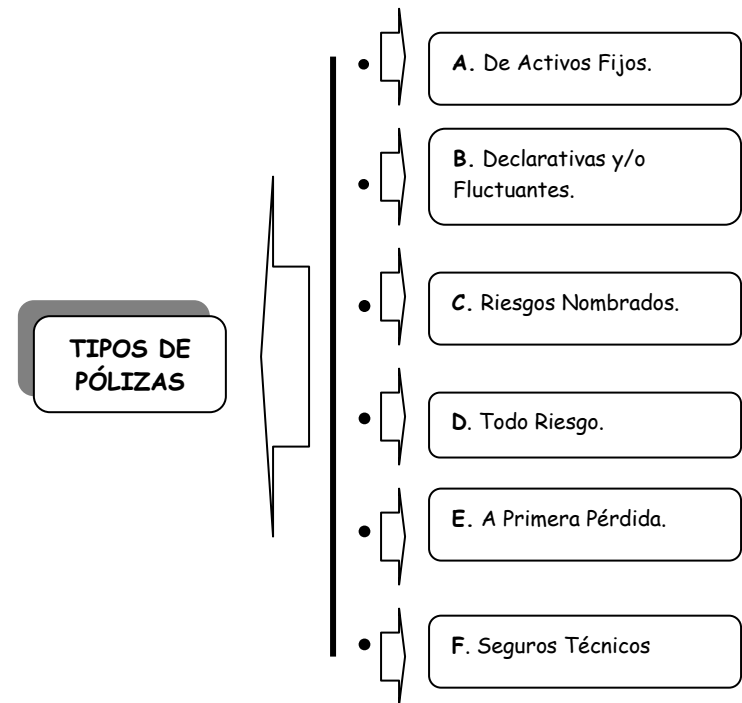 TIPOS DE
PÓLIZAS
A. De Activos Fijos.
B. Declarativas y/o
Fluctuantes.
C. Riesgos Nombrados.
D. Todo Riesgo.
E. A Primera Pérdida.
F. Seguros Técnicos